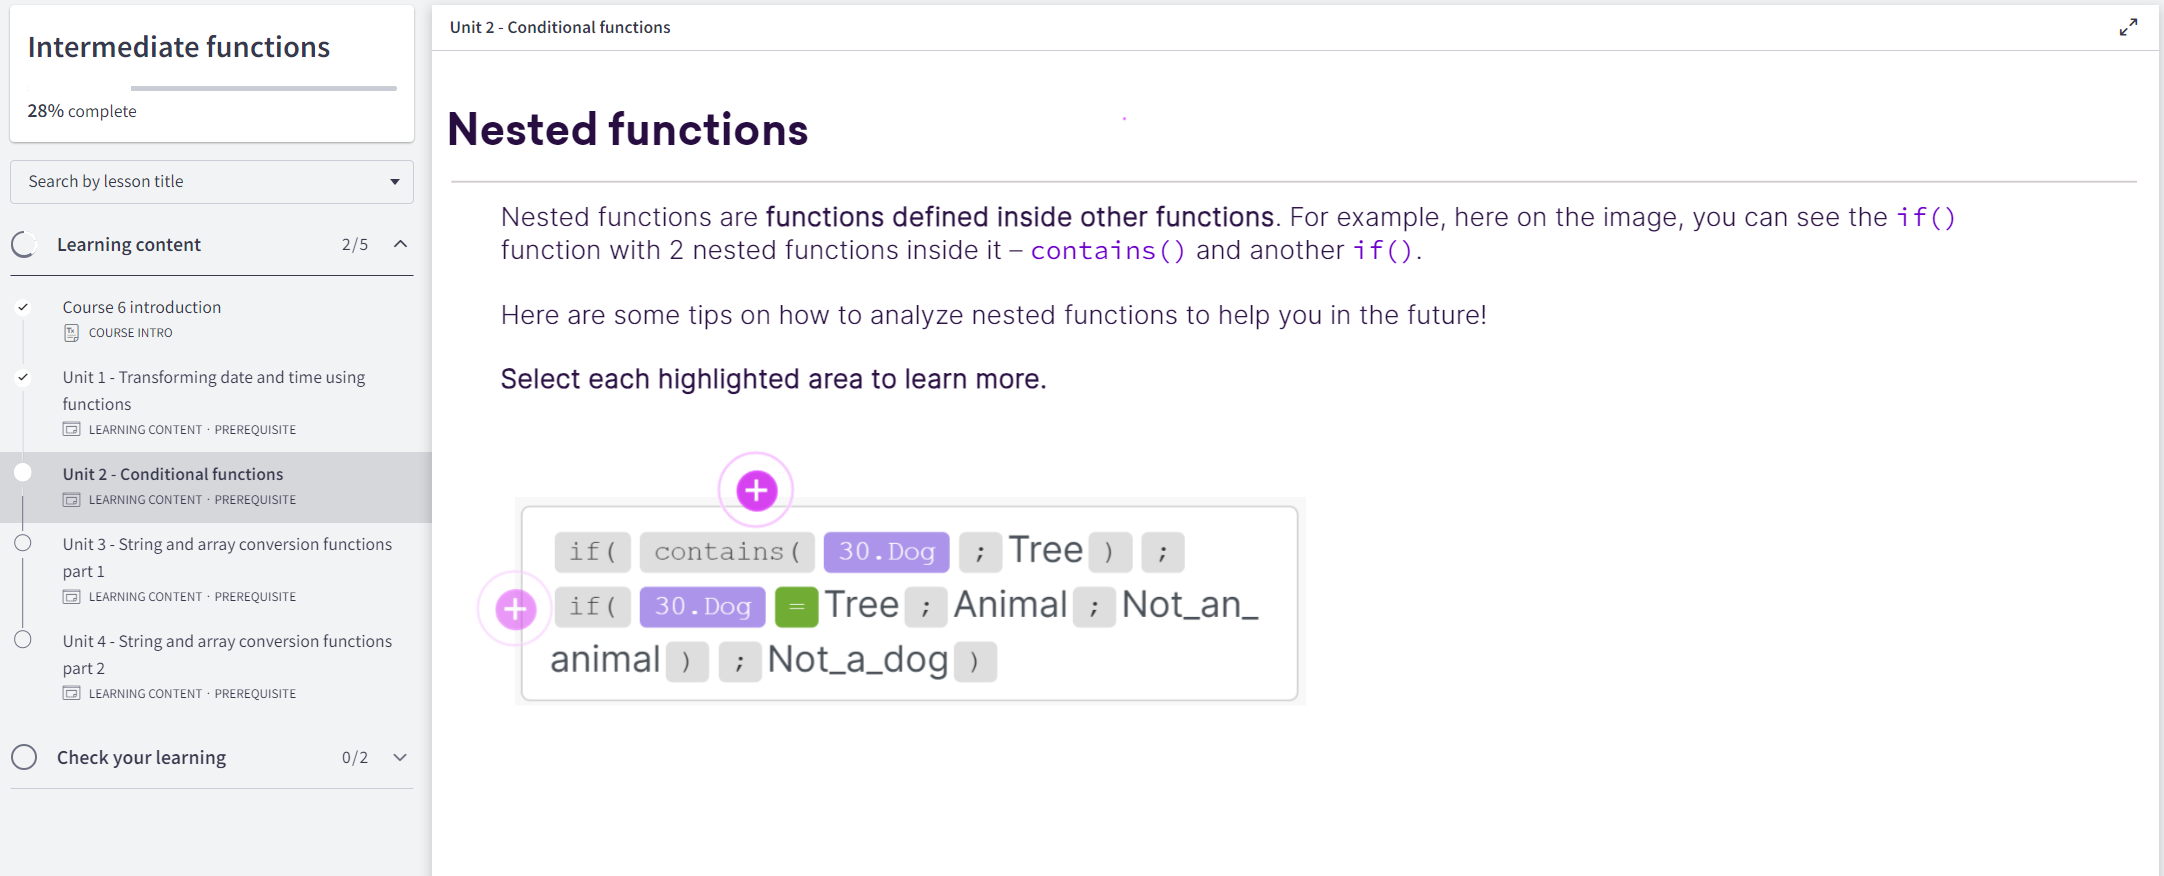 Intermediate functions
28% complete
Search by lesson title
Learning content 2/5
Course 6 introduction
COURSE INTRO
Unit 1 - Transforming date and time using
functions
LEARNING CONTENT · PREREQUISITE
Unit 2 - Conditional functions
LEARNING CONTENT · PREREQUISITE
Unit 3 - String and array conversion functions
part 1
LEARNING CONTENT · PREREQUISITE
Unit 4 - String and array conversion functions
part 2
LEARNING CONTENT · PREREQUISITE
Check your learning 0/2
Unit 2 - Conditional functions
Nested functions
Nested functions are functions defined inside other functions. For example, here on the image, you can see the if()
function with 2 nested functions inside it – contains() and another if().
Here are some tips on how to analyze nested functions to help you in the future!
Select each highlighted area to learn more.
if( contains( 30.Dog ; Tree ) ;
if( 30.Dog = Tree ; Animal ; Not_an_
animal ) ; Not_a_dog )